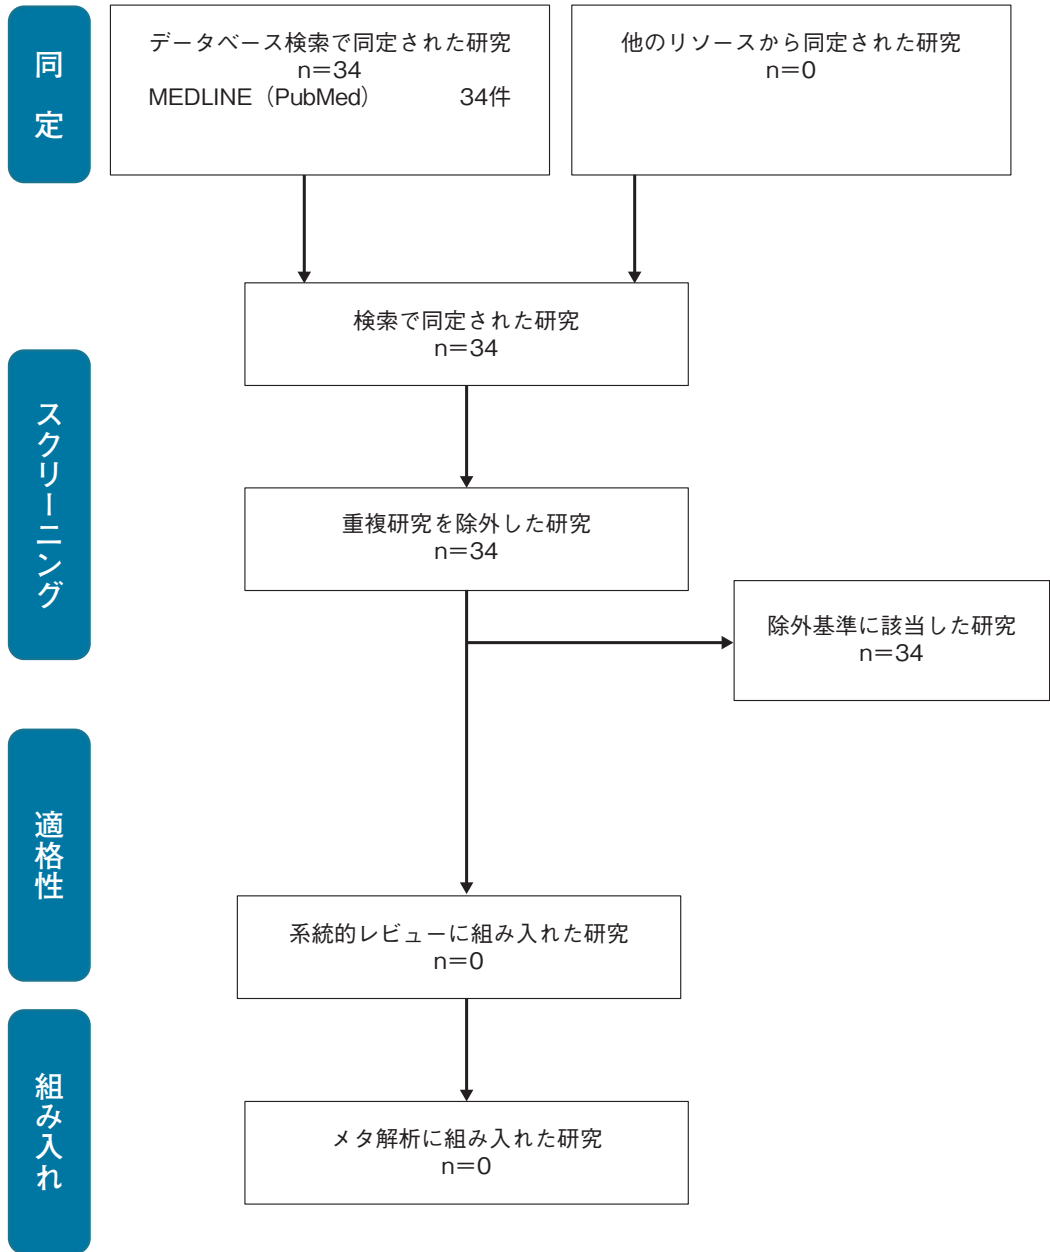 同定
データベース検索で同定された研究
n=34
MEDLINE（PubMed） 34件
他のリソースから同定された研究
n=0
検索で同定された研究
n=34
スクリーニング
重複研究を除外した研究
n=34
除外基準に該当した研究
n=34
適格性
系統的レビューに組み入れた研究
n=0
組み入れ
メタ解析に組み入れた研究
n=0